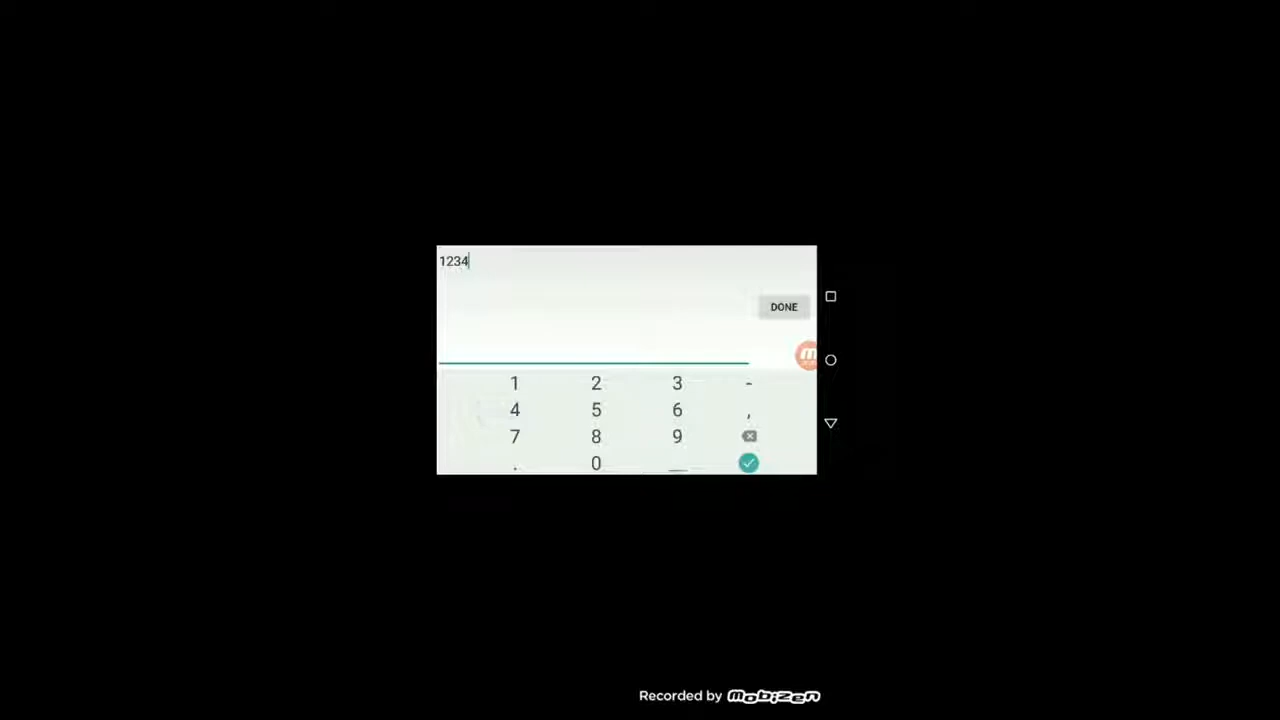 1234
DONE
1 2 3 -
4 5 6 ,
7 8 9
. 0 _
Recorded by Mobizen